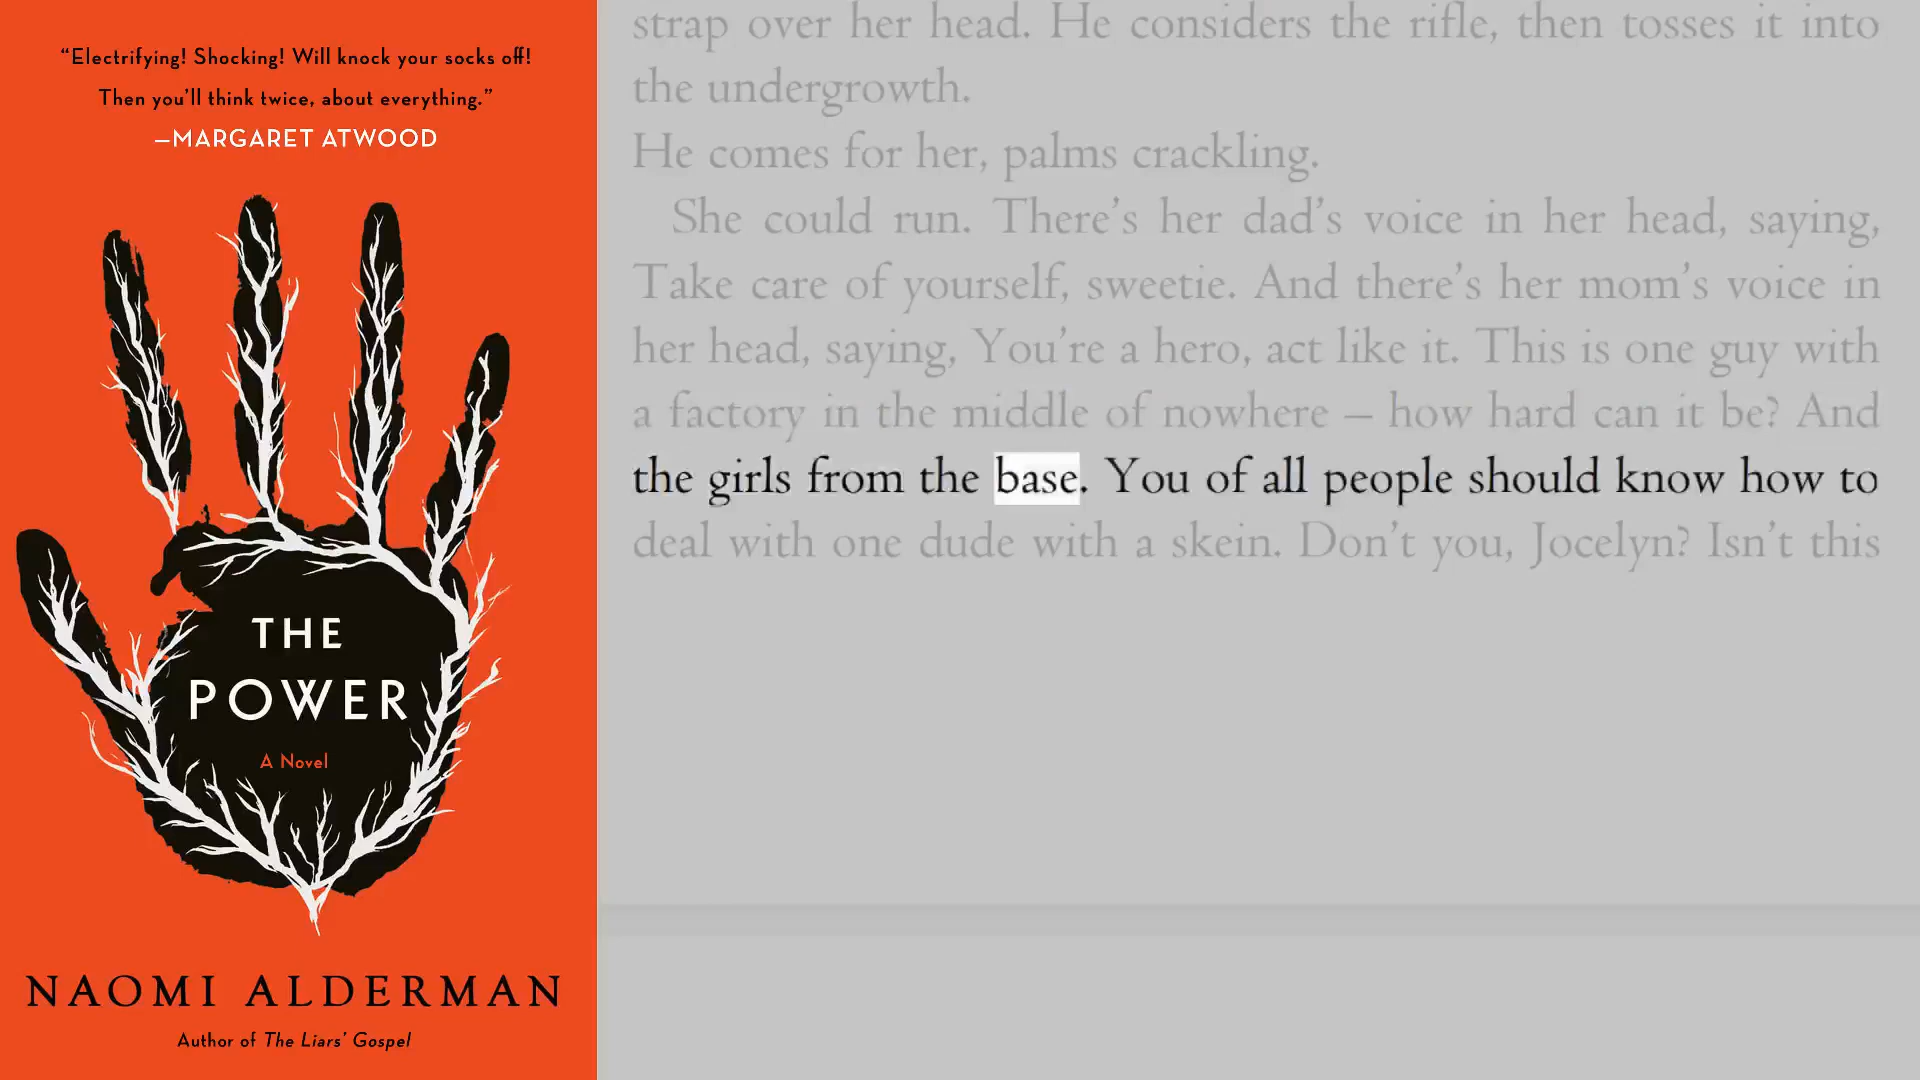 “Electrifying! Shocking! Will knock your socks off!
Then you’ll think twice, about everything.”
—MARGARET ATWOOD
THE
POWER
A Novel
NAOMI ALDERMAN
Author of The Liars’ Gospel
strap over her head. He considers the rifle, then tosses it into
the undergrowth.
He comes for her, palms crackling.
She could run. There’s her dad’s voice in her head, saying,
Take care of yourself, sweetie. And there’s her mom’s voice in
her head, saying, You’re a hero, act like it. This is one guy with
a factory in the middle of nowhere – how hard can it be? And
the girls from the base. You of all people should know how to
deal with one dude with a skein. Don’t you, Jocelyn? Isn’t this